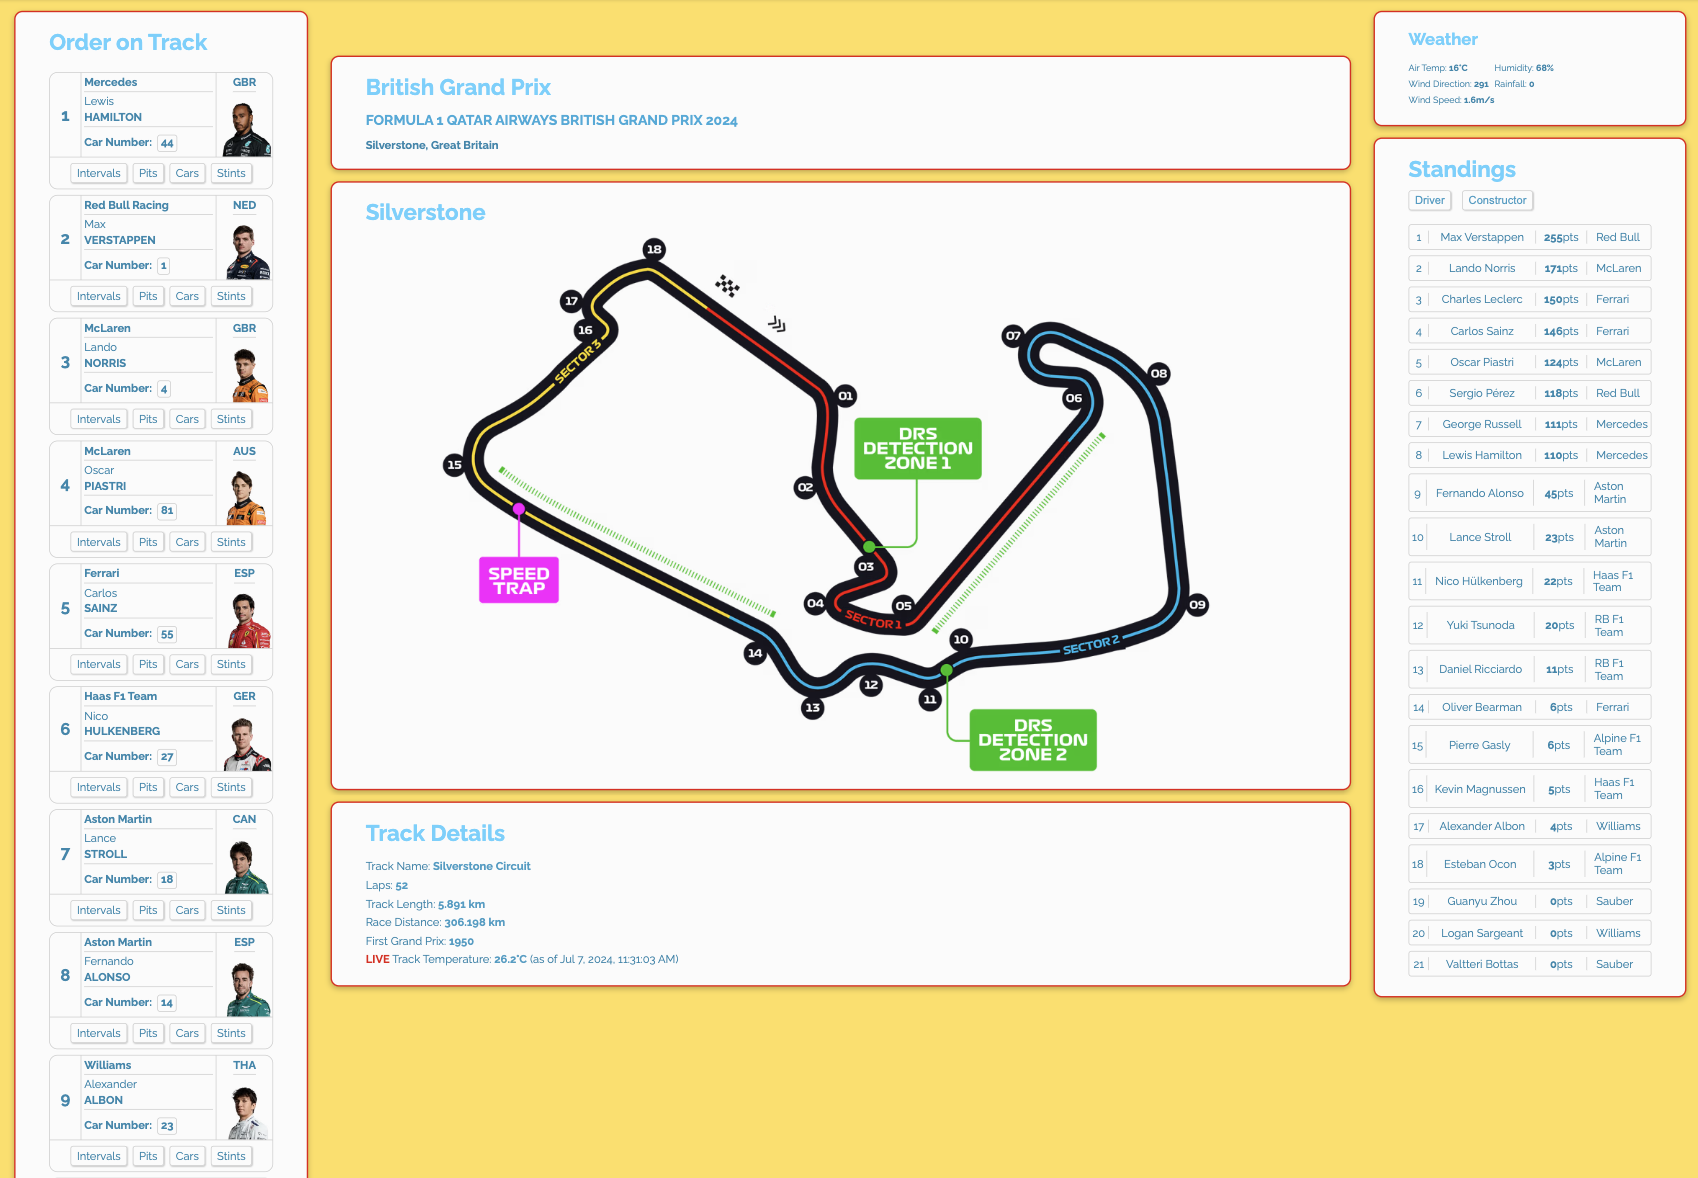 Order on Track
Mercedes
GBR
1
Lewis
HAMILTON
Car Number: 44
Intervals
Pits
Cars
Stints
Red Bull Racing
NED
2
Max
VERSTAPPEN
Car Number: 1
Intervals
Pits
Cars
Stints
McLaren
GBR
3
Lando
NORRIS
Car Number: 4
Intervals
Pits
Cars
Stints
McLaren
AUS
4
Oscar
PIASTRI
Car Number: 81
Intervals
Pits
Cars
Stints
Ferrari
ESP
5
Carlos
SAINZ
Car Number: 55
Intervals
Pits
Cars
Stints
Haas F1 Team
GER
6
Nico
HULKENBERG
Car Number: 27
Intervals
Pits
Cars
Stints
Aston Martin
CAN
7
Lance
STROLL
Car Number: 18
Intervals
Pits
Cars
Stints
Aston Martin
ESP
8
Fernando
ALONSO
Car Number: 14
Intervals
Pits
Cars
Stints
Williams
THA
9
Alexander
ALBON
Car Number: 23
Intervals
Pits
Cars
Stints
British Grand Prix
FORMULA 1 QATAR AIRWAYS BRITISH GRAND PRIX 2024
Silverstone, Great Britain
Silverstone
18
17
16
SECTOR 3
07
08
01
06
DRS
DETECTION
ZONE 1
15
02
03
SPEED
TRAP
04
05
SECTOR 1
09
10
SECTOR 2
14
12
11
13
DRS
DETECTION
ZONE 2
Track Details
Track Name: Silverstone Circuit
Laps: 52
Track Length: 5.891 km
Race Distance: 306.198 km
First Grand Prix: 1950
LIVE Track Temperature: 26.2°C (as of Jul 7, 2024, 11:31:03 AM)
Weather
Air Temp: 16°C Humidity: 68%
Wind Direction: 291 Rainfall: 0
Wind Speed: 1.6m/s
Standings
Driver
Constructor
1 Max Verstappen 255pts Red Bull
2 Lando Norris 171pts McLaren
3 Charles Leclerc 150pts Ferrari
4 Carlos Sainz 146pts Ferrari
5 Oscar Piastri 124pts McLaren
6 Sergio Pérez 118pts Red Bull
7 George Russell 111pts Mercedes
8 Lewis Hamilton 110pts Mercedes
9 Fernando Alonso 45pts Aston
Martin
10 Lance Stroll 23pts Aston
Martin
11 Nico Hülkenberg 22pts Haas F1
Team
12 Yuki Tsunoda 20pts RB F1
Team
13 Daniel Ricciardo 11pts RB F1
Team
14 Oliver Bearman 6pts Ferrari
15 Pierre Gasly 6pts Alpine F1
Team
16 Kevin Magnussen 5pts Haas F1
Team
17 Alexander Albon 4pts Williams
18 Esteban Ocon 3pts Alpine F1
Team
19 Guanyu Zhou 0pts Sauber
20 Logan Sargeant 0pts Williams
21 Valtteri Bottas 0pts Sauber